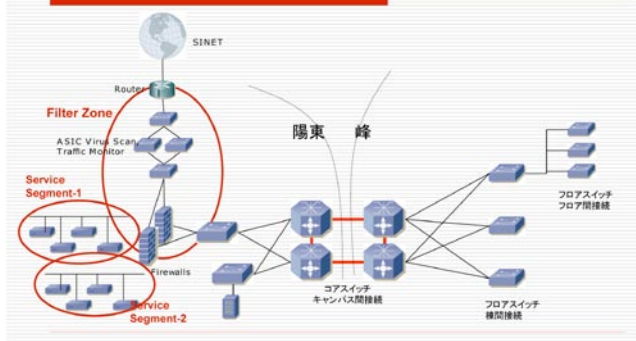 SINET
Router
Filter Zone
ASIC Virus Scan,
Traffic Monitor
陽東
峰
Service
Segment-1
フロアスイッチ
フロア間接続
Firewalls
コアスイッチ
キャンパス間接続
Service
Segment-2
フロアスイッチ
棟間接続